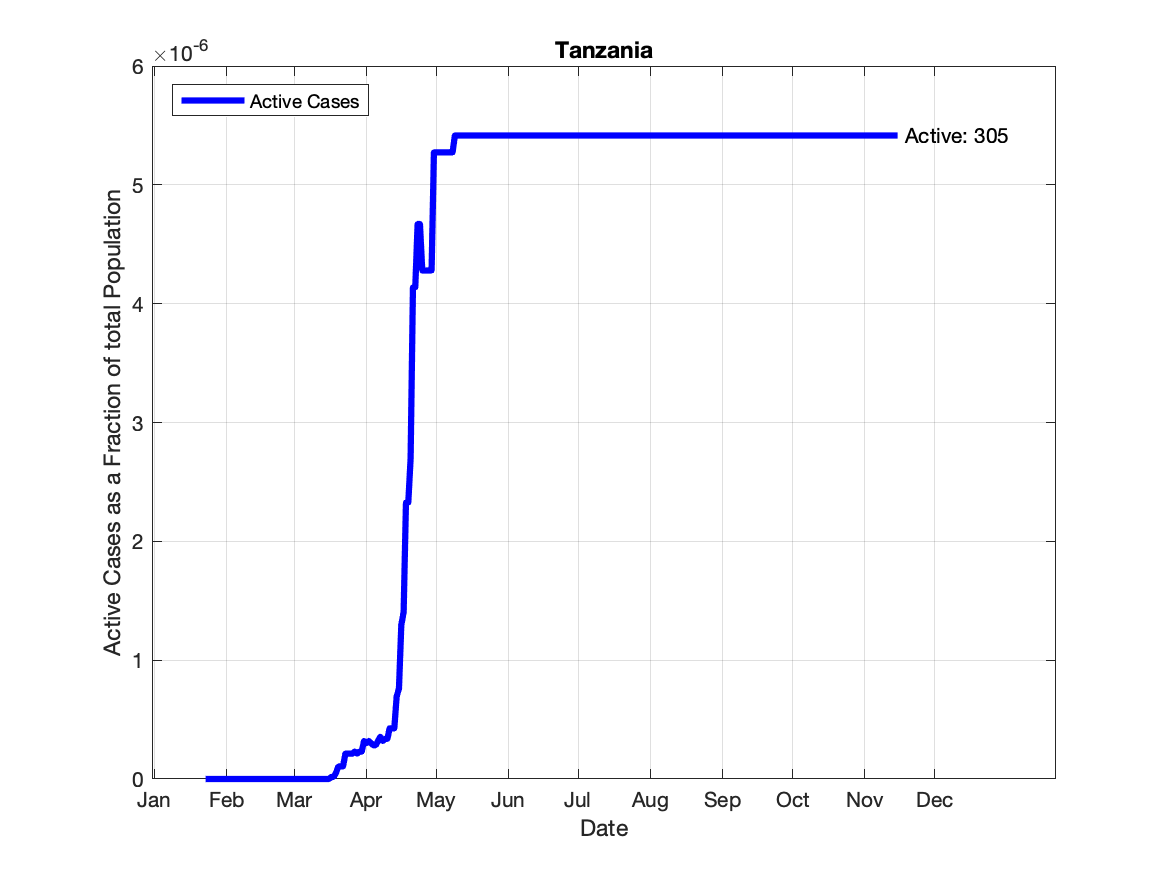 Tanzania
×10-6
6
5
4
3
2
1
0
Active Cases as a Fraction of total Population
Active Cases
Active: 305
Jan Feb Mar Apr May Jun Jul Aug Sep Oct Nov Dec
Date